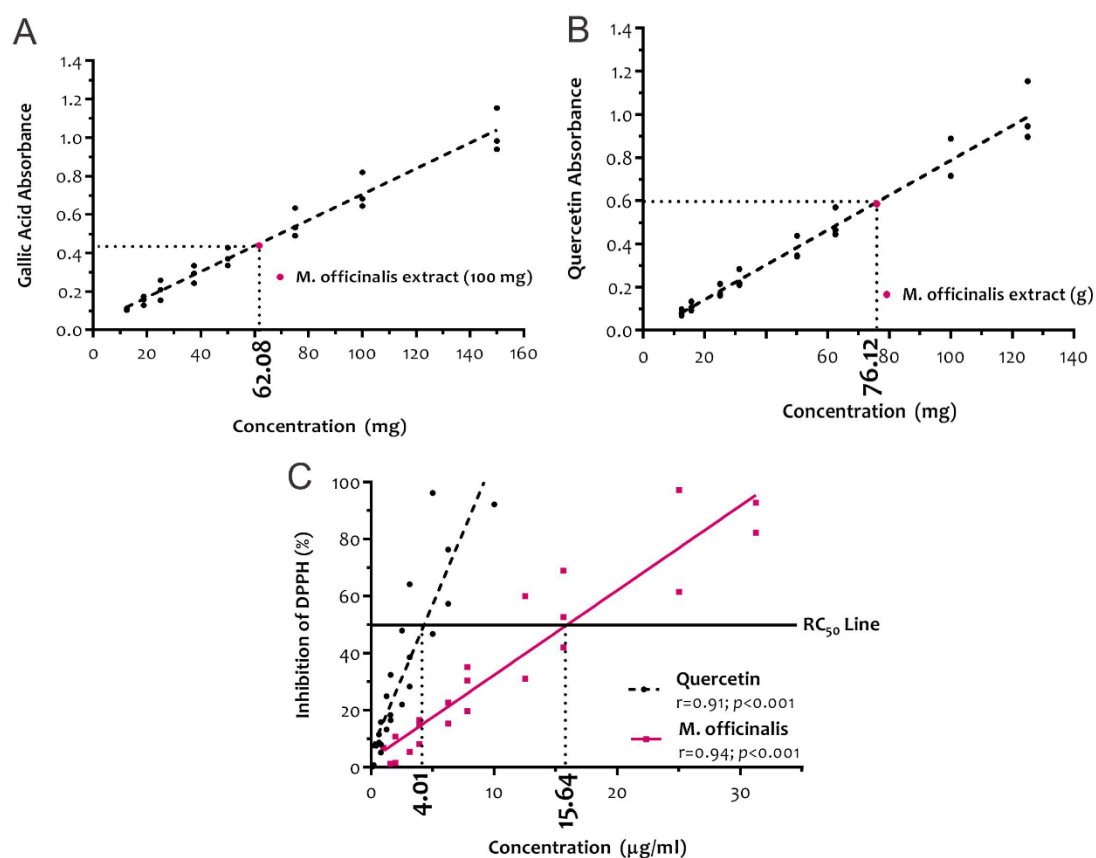 A
1.4
1.2
1.0
0.8
0.6
0.4
0.2
0.0
Gallic Acid Absorbance
M. officinalis extract (100 mg)
0 20 40 62.08 80 100 120 140 160
Concentration (mg)
B
1.4
1.2
1.0
0.8
0.6
0.4
0.2
0.0
Quercetin Absorbance
M. officinalis extract (g)
0 20 40 60 76.12 80 100 120 140
Concentration (mg)
C
100
80
60
40
20
0
Inhibition of DPPH (%)
RC₅₀ Line
Quercetin
r=0.91; p<0.001
M. officinalis
r=0.94; p<0.001
0 4.01 10 15.64 20 30
Concentration (μg/ml)